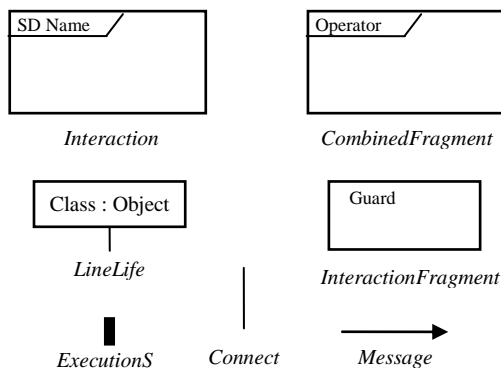 SD Name
Operator
Interaction
CombinedFragment
Class : Object
Guard
LineLife
InteractionFragment
ExecutionS
Connect
Message